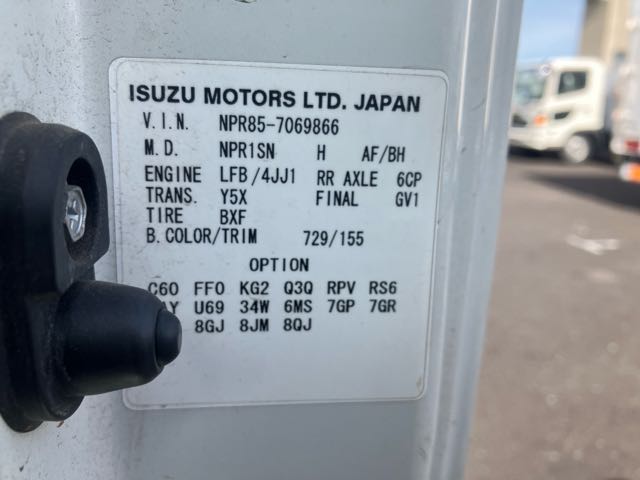 ISUZU MOTORS LTD. JAPAN
V.I.N. NPR85-7069866
M.D. NPR1SN H AF/BH
ENGINE LFB/4JJ1 RR AXLE 6CP
TRANS. Y5X FINAL GV1
TIRE BXF
B.COLOR/TRIM 729/155
OPTION
C60 FF0 KG2 Q3Q RPV RS6
U69 34W 6MS 7GP 7GR
8GJ 8JM 8QJ